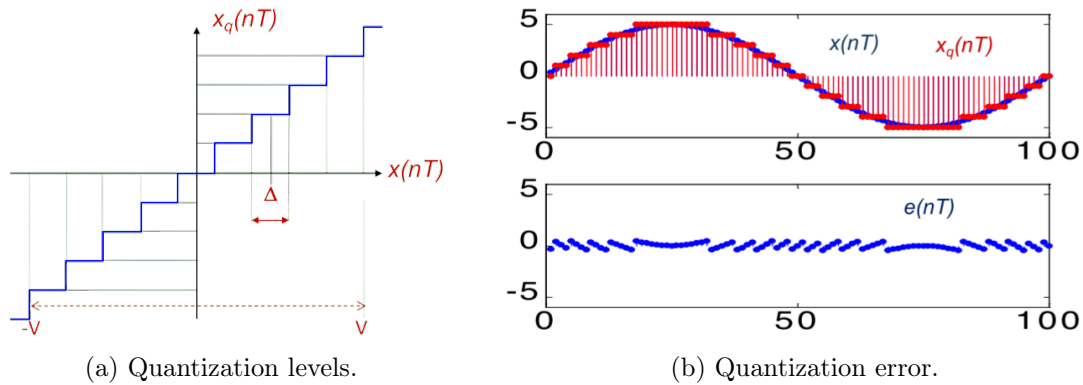 x_q(nT)
x(nT)
Δ
-V
V
(a) Quantization levels.
5
0
-5
x(nT)
x_q(nT)
0
50
100
5
0
-5
e(nT)
0
50
100
(b) Quantization error.